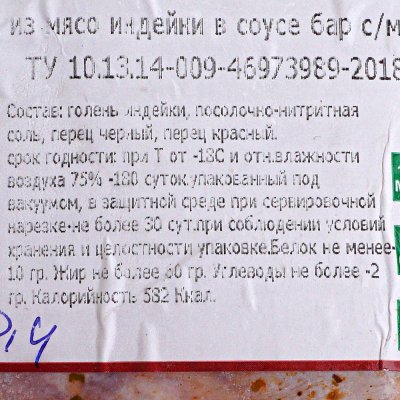 из мясо индейки в соусе бар с/м
ТУ 10.13.14-009-46973989-2018
Состав: голень индейки, посолочно-нитритная
соль, перец черный, перец красный.
срок годности: при Т от -18С и отн.влажности
воздуха 75% -180 суток.упакованный под
вакуумом, в защитной среде при сервировочной
нарезке-не более 30 сут.при соблюдении условий
хранения и целостности упаковке.Белок не менее-
10 гр. Жир не более 60 гр. Углеводы не более -2
гр. Калорийность 582 Ккал.